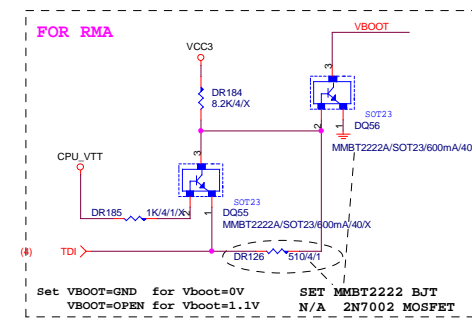 FOR RMA
VBOOT
VCC3
3
DR184
8.2K/4/X
SOT23
2
1
DQ56
MMBT2222A/SOT23/600mA/40
CPU_VTT
3
SOT23
DR185
1K/4/1/X
2
1
DQ55
MMBT2222A/SOT23/600mA/40/X
TDI
DR126
510/4/1
Set VBOOT=GND for Vboot=0V
SET MMBT2222 BJT
VBOOT=OPEN for Vboot=1.1V
N/A 2N7002 MOSFET